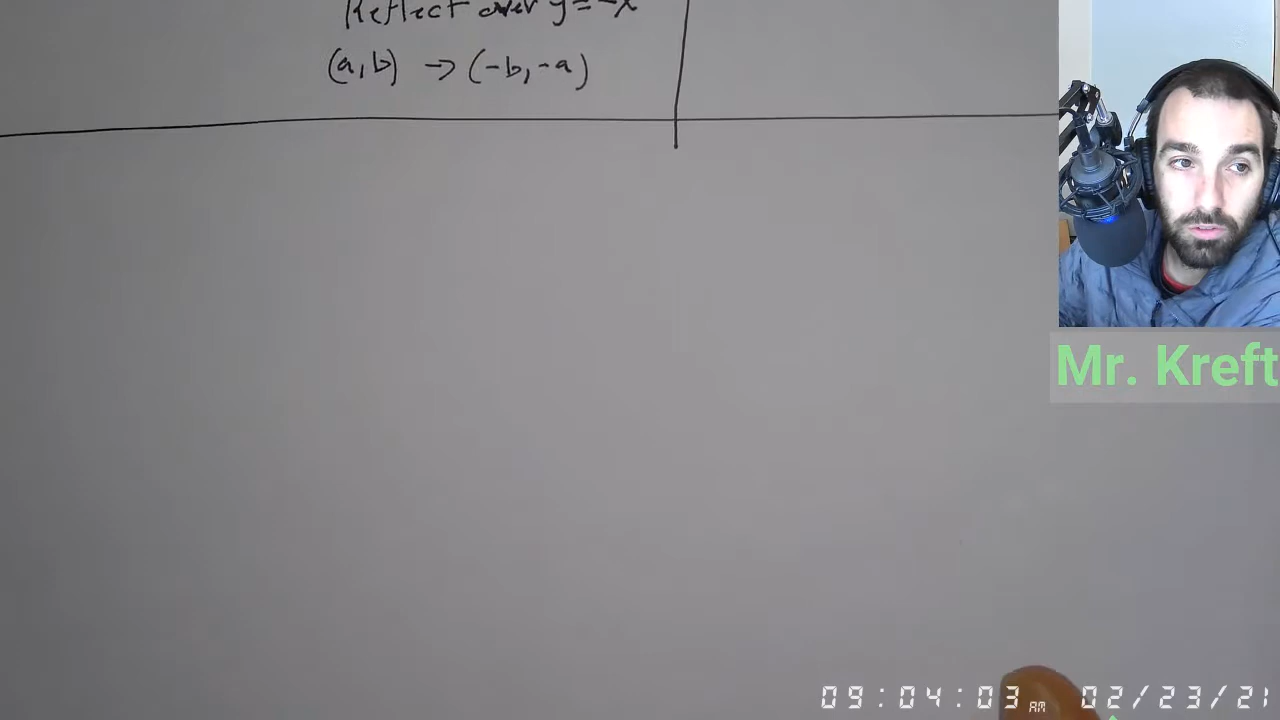 Reflect over y = -x
(a, b) → (-b, -a)
Mr. Kreft
09:04:03 AM 02/23/21